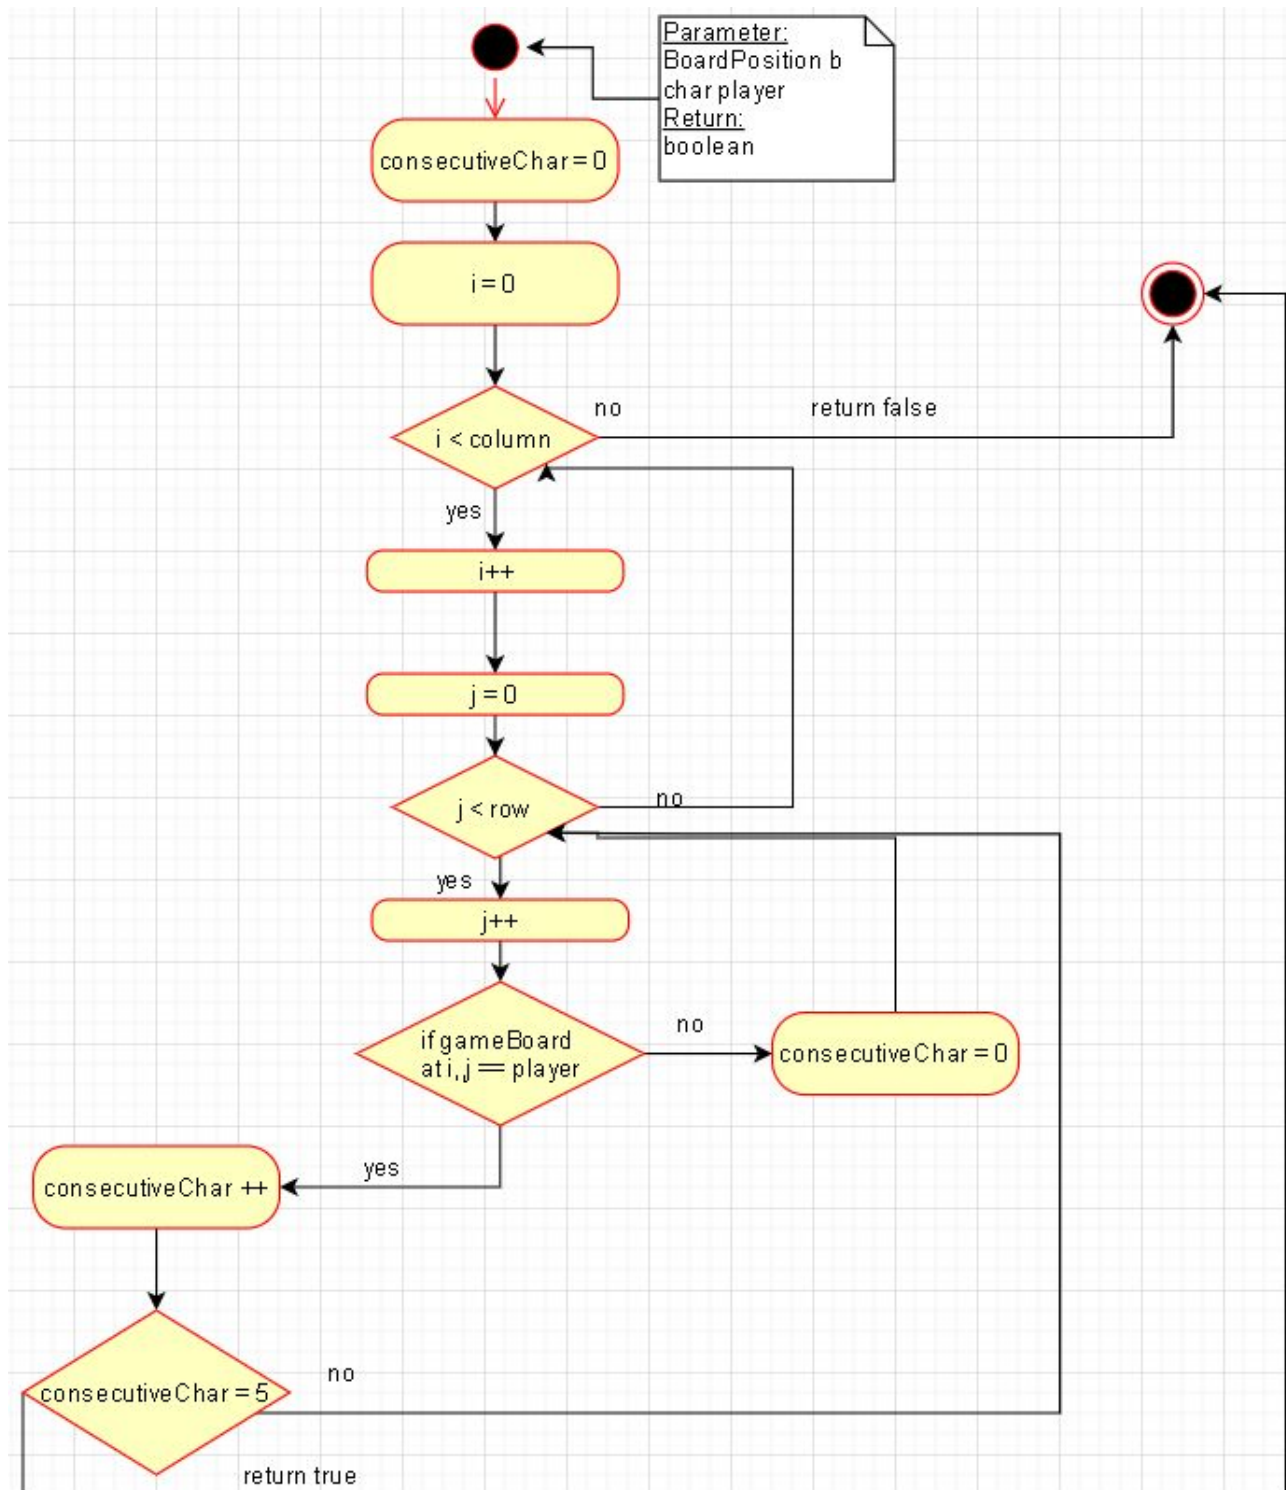 Parameter:
BoardPosition b
char player
Return:
boolean
consecutiveChar = 0
i = 0
i < column
no
return false
yes
i++
j = 0
j < row
no
yes
j++
if gameBoard
at i, j == player
no
consecutiveChar = 0
yes
consecutiveChar ++
consecutiveChar = 5
no
return true